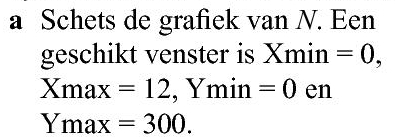 a Schets de grafiek van N. Een
geschikt venster is Xmin = 0,
Xmax = 12, Ymin = 0 en
Ymax = 300.